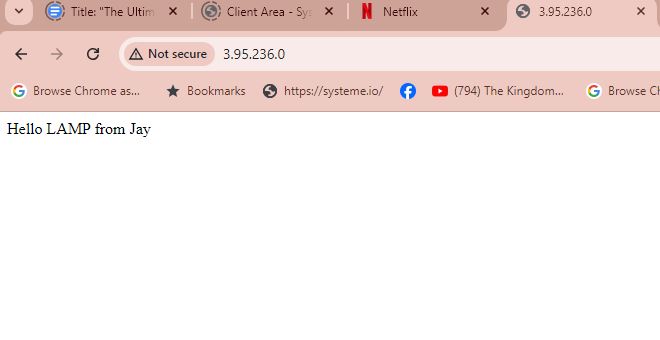 Title: "The Ultim
Client Area - Sys
Netflix
3.95.236.0
Not secure 3.95.236.0
Browse Chrome as... Bookmarks https://systeme.io/ (794) The Kingdom... Browse Ch
Hello LAMP from Jay